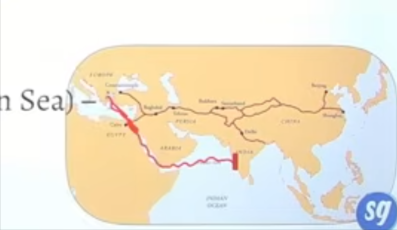 n Sea) –
EUROPE
Constantinople
Beijing
Baghdad
Bukhara Samarkand
Tehran
Shanghai
Cairo
PERSIA
CHINA
EGYPT
Delhi
ARABIA
INDIA
INDIAN
OCEAN
sg